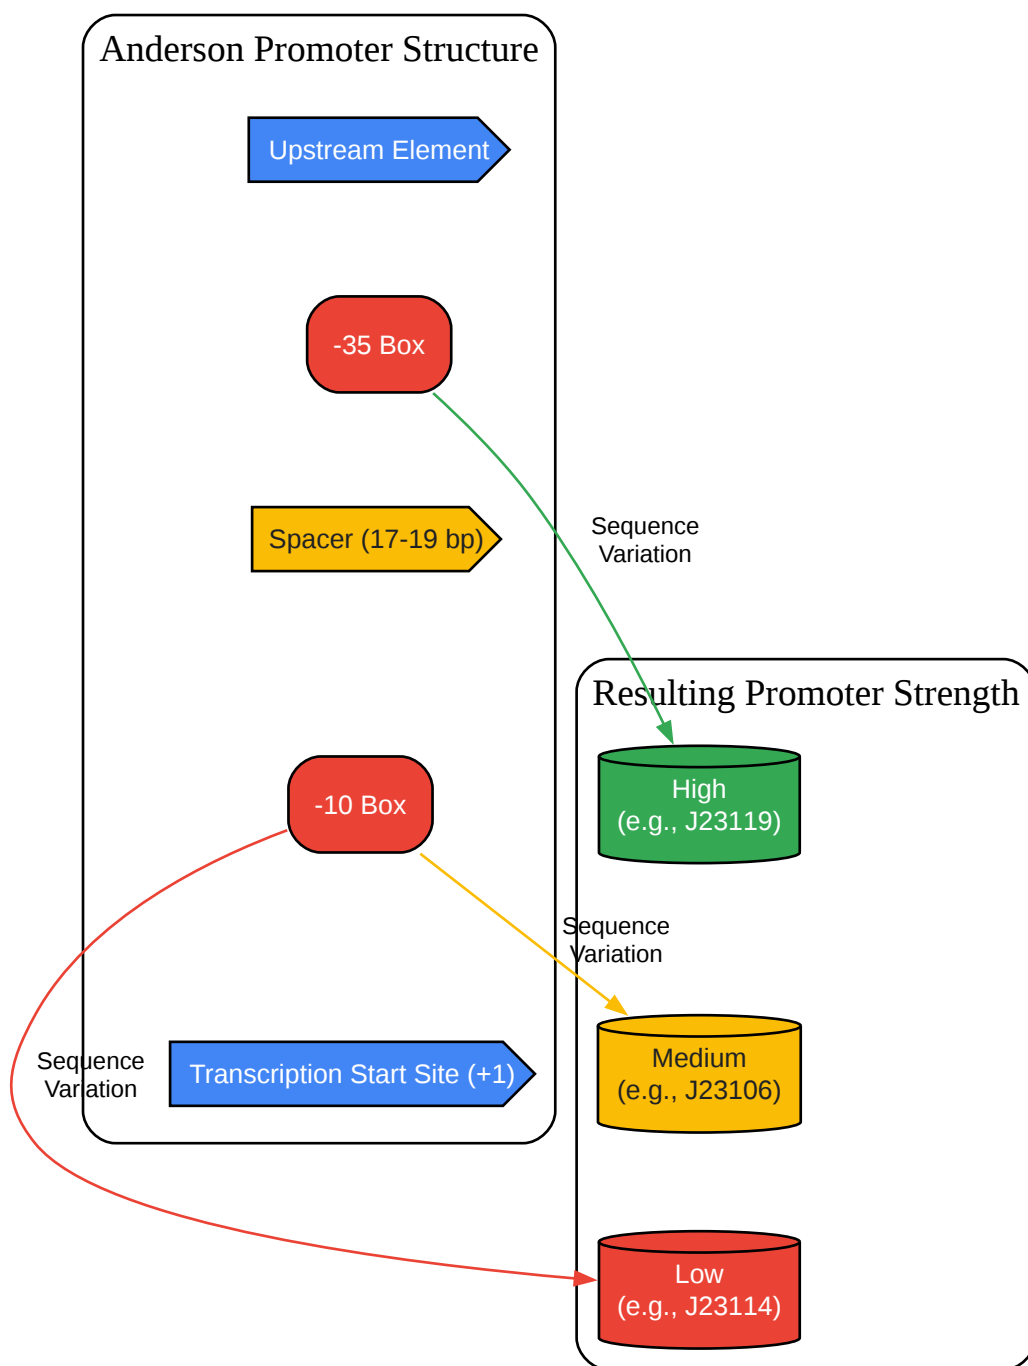 Anderson Promoter Structure
Upstream Element
-35 Box
Sequence
Variation
Spacer (17-19 bp)
Resulting Promoter Strength
High
(e.g., J23119)
-10 Box
Sequence
Variation
Medium
(e.g., J23106)
Sequence
Variation
Transcription Start Site (+1)
Low
(e.g., J23114)